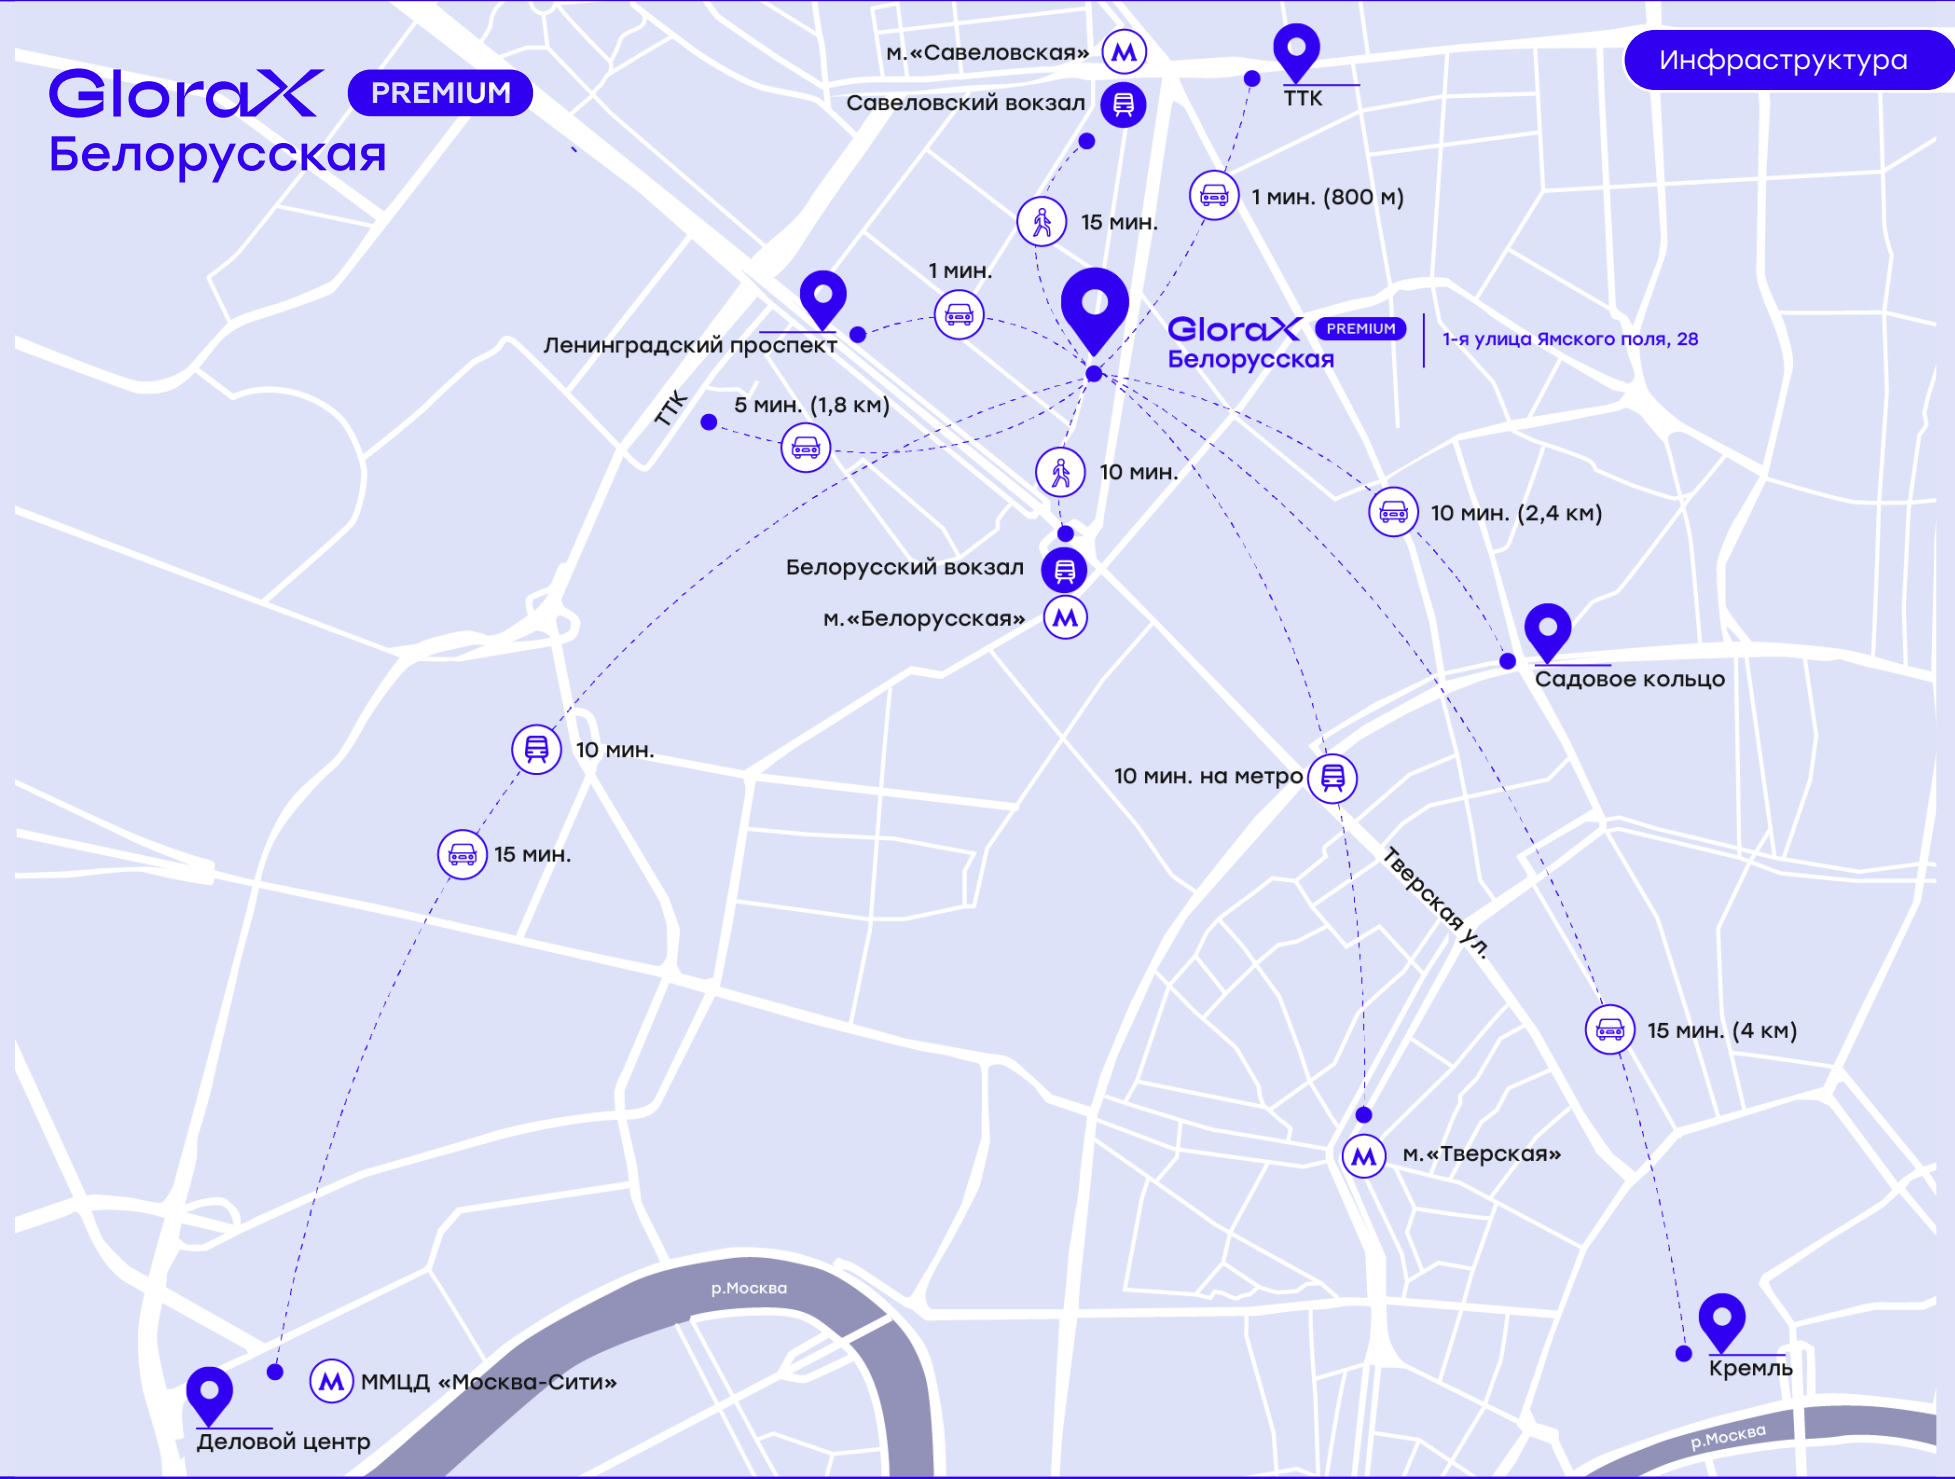 GloraX PREMIUM
Белорусская
Инфраструктура
м.«Савеловская»
Савеловский вокзал
ТТК
1 мин. (800 м)
15 мин.
1 мин.
Ленинградский проспект
GloraX PREMIUM
Белорусская
1-я улица Ямского поля, 28
ТТК
5 мин. (1,8 км)
10 мин.
10 мин. (2,4 км)
Белорусский вокзал
м.«Белорусская»
Садовое кольцо
10 мин.
10 мин. на метро
15 мин.
Тверская ул.
15 мин. (4 км)
м.«Тверская»
р.Москва
Кремль
ММЦД «Москва-Сити»
Деловой центр
р.Москва